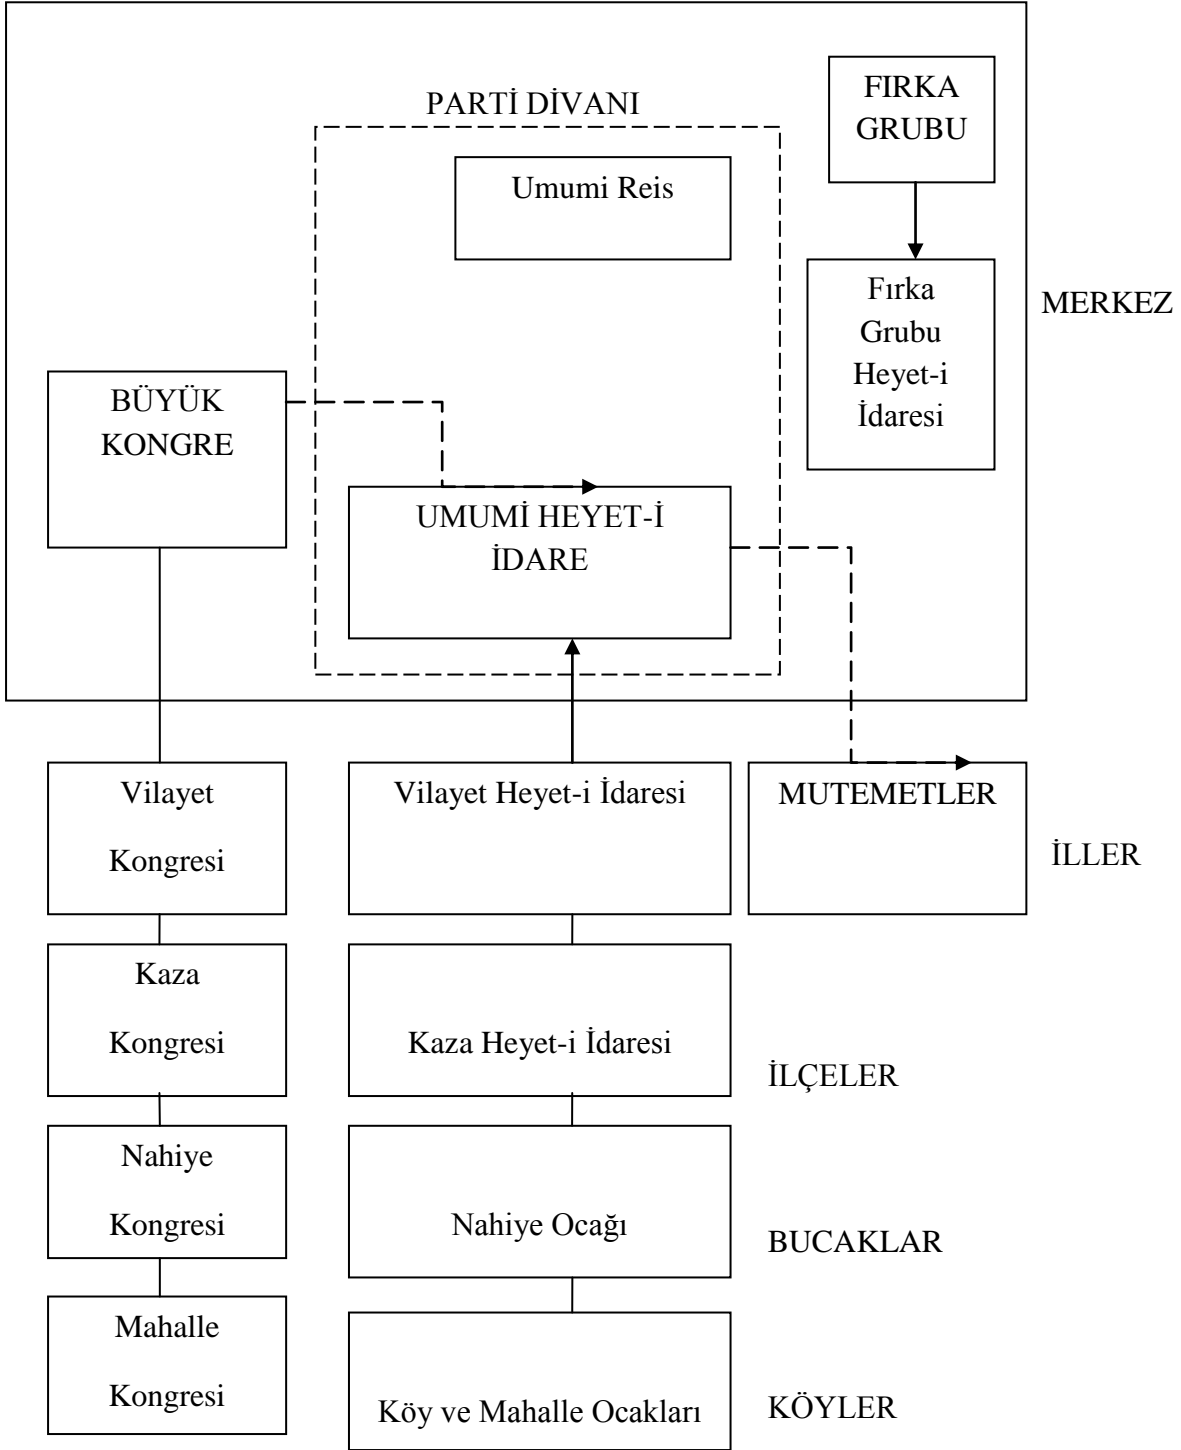 PARTİ DİVANI
FIRKA
GRUBU
Umumi Reis
Fırka
Grubu
Heyet-i
İdaresi
MERKEZ
BÜYÜK
KONGRE
UMUMİ HEYET-İ
İDARE
Vilayet
Kongresi
Vilayet Heyet-i İdaresi
MUTEMETLER
İLLER
Kaza
Kongresi
Kaza Heyet-i İdaresi
İLÇELER
Nahiye
Kongresi
Nahiye Ocağı
BUCAKLAR
Mahalle
Kongresi
Köy ve Mahalle Ocakları
KÖYLER